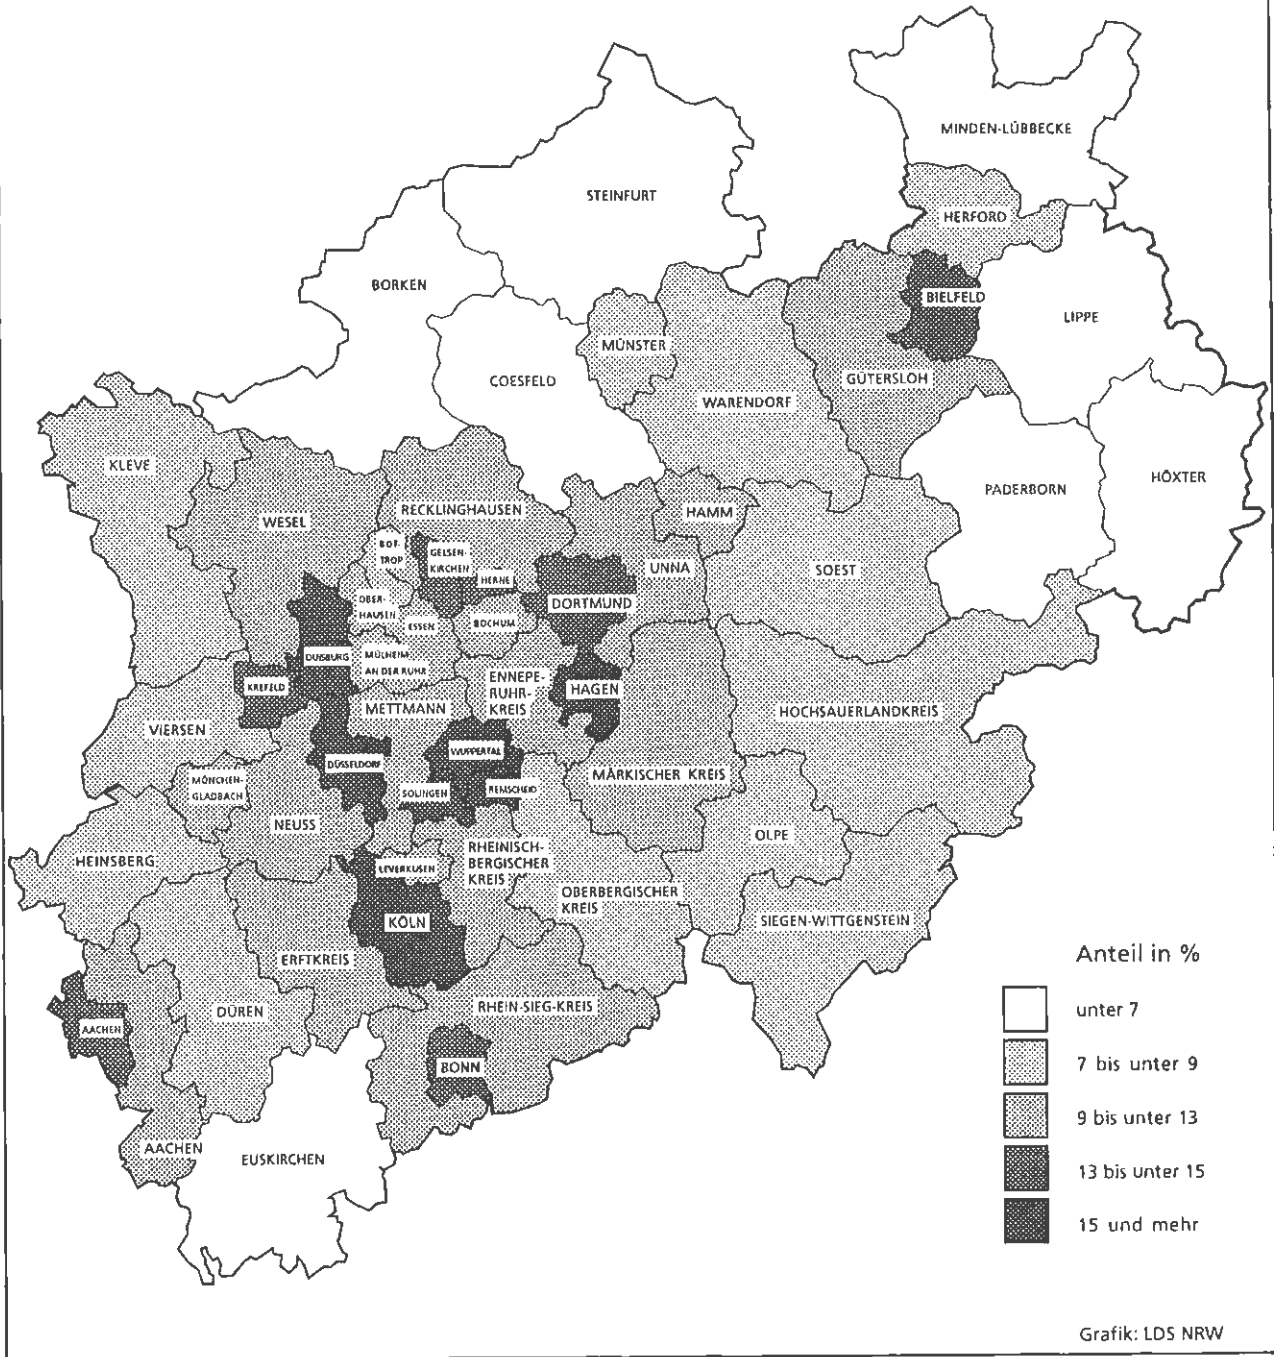 MINDEN-LÜBBECKE
STEINFURT
HERFORD
BORKEN
BIELFELD
LIPPE
MÜNSTER
COESFELD
GÜTERSLOH
WARENDORF
KLEVE
HÖXTER
PADERBORN
RECKLINGHAUSEN
HAMM
WESEL
BOT-
TROP
GELSEN-
KIRCHEN
UNNA
SOEST
HERNE
OBER-
HAUSEN
DORTMUND
ESSEN
BOCHUM
DUISBURG
MÜLHEIM
AN DER RUHR
KREFELD
ENNEPE-
RUHR-
KREIS
HAGEN
METTMANN
HOCHSAUERLANDKREIS
VIERSEN
WUPPERTAL
DÜSSELDORF
MÖNCHEN-
GLADBACH
SOLINGEN
REMSCHEID
MÄRKISCHER KREIS
NEUSS
OLPE
HEINSBERG
LEVERKUSEN
RHEINISCH-
BERGISCHER
KREIS
OBERBERGISCHER
KREIS
KÖLN
SIEGEN-WITTGENSTEIN
ERFTKREIS
RHEIN-SIEG-KREIS
DÜREN
AACHEN
BONN
AACHEN
EUSKIRCHEN
Anteil in %
unter 7
7 bis unter 9
9 bis unter 13
13 bis unter 15
15 und mehr
Grafik: LDS NRW